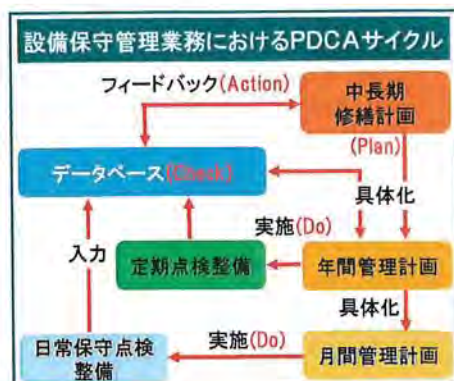 設備保守管理業務におけるPDCAサイクル
フィードバック(Action)
中長期
修繕計画
(Plan)
データベース(Check)
具体化
実施(Do)
入力
定期点検整備
年間管理計画
具体化
日常保守点検
整備
実施(Do)
月間管理計画